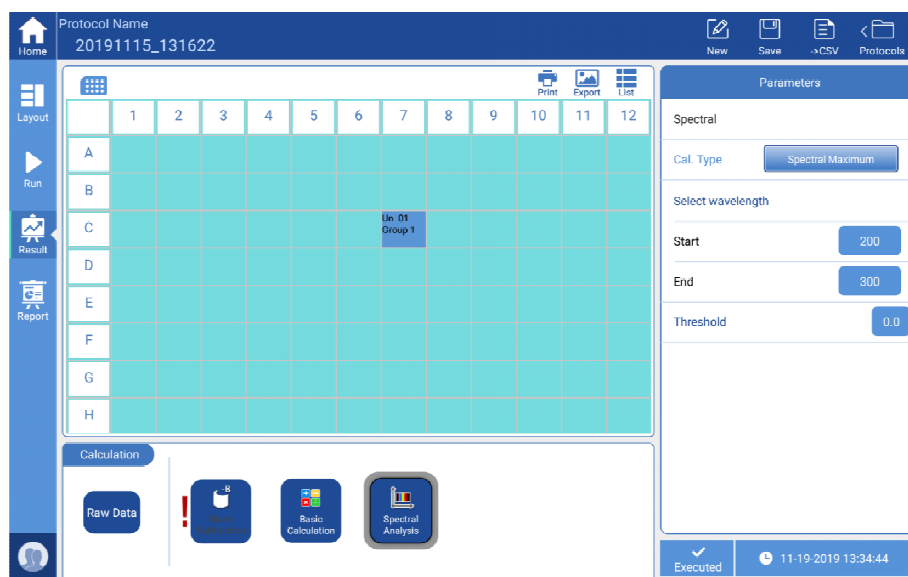 Protocol Name
20191115_131622
Home
New
Save
->CSV
Protocols
Layout
Run
Result
Report
Print
Export
List
1 2 3 4 5 6 7 8 9 10 11 12
A
B
C
Un 01
Group 1
D
E
F
G
H
Parameters
Spectral
Cal. Type
Spectral Maximum
Select wavelength
Start
200
End
300
Threshold
0.0
Calculation
Raw Data
!
-B
Basic
Calculation
Spectral
Analysis
Executed
11-19-2019 13:34:44